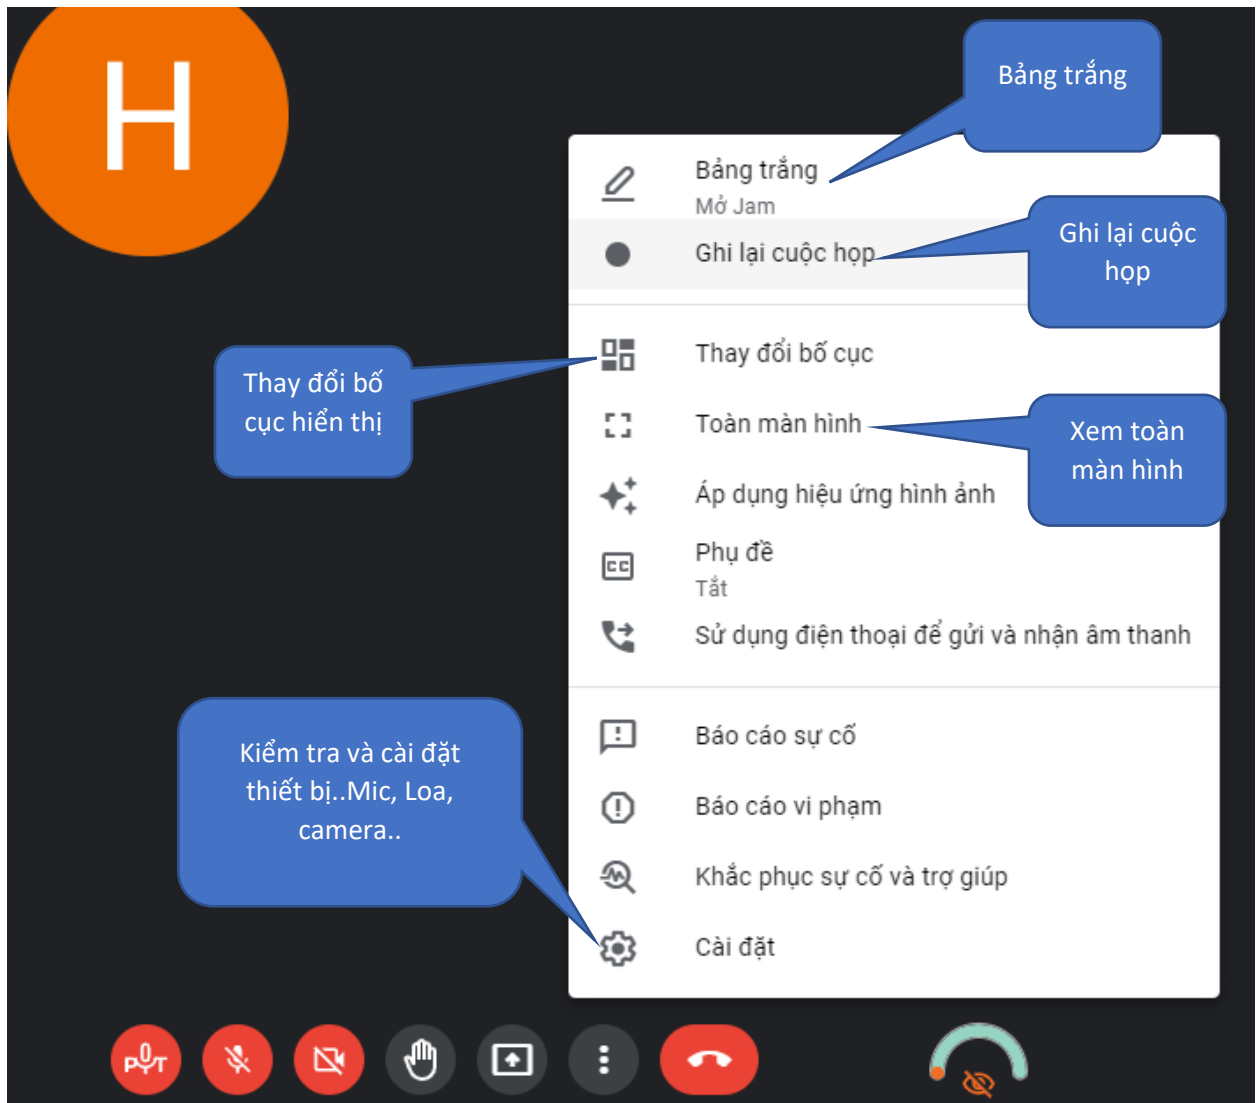 H
Bảng trắng
Bảng trắng
Mở Jam
Ghi lại cuộc họp
Ghi lại cuộc
họp
Thay đổi bố
cục hiển thị
Thay đổi bố cục
Toàn màn hình
Xem toàn
màn hình
Áp dụng hiệu ứng hình ảnh
CC
Phụ đề
Tắt
Sử dụng điện thoại để gửi và nhận âm thanh
Kiểm tra và cài đặt
thiết bị..Mic, Loa,
camera..
Báo cáo sự cố
Báo cáo vi phạm
Khắc phục sự cố và trợ giúp
Cài đặt
PTT